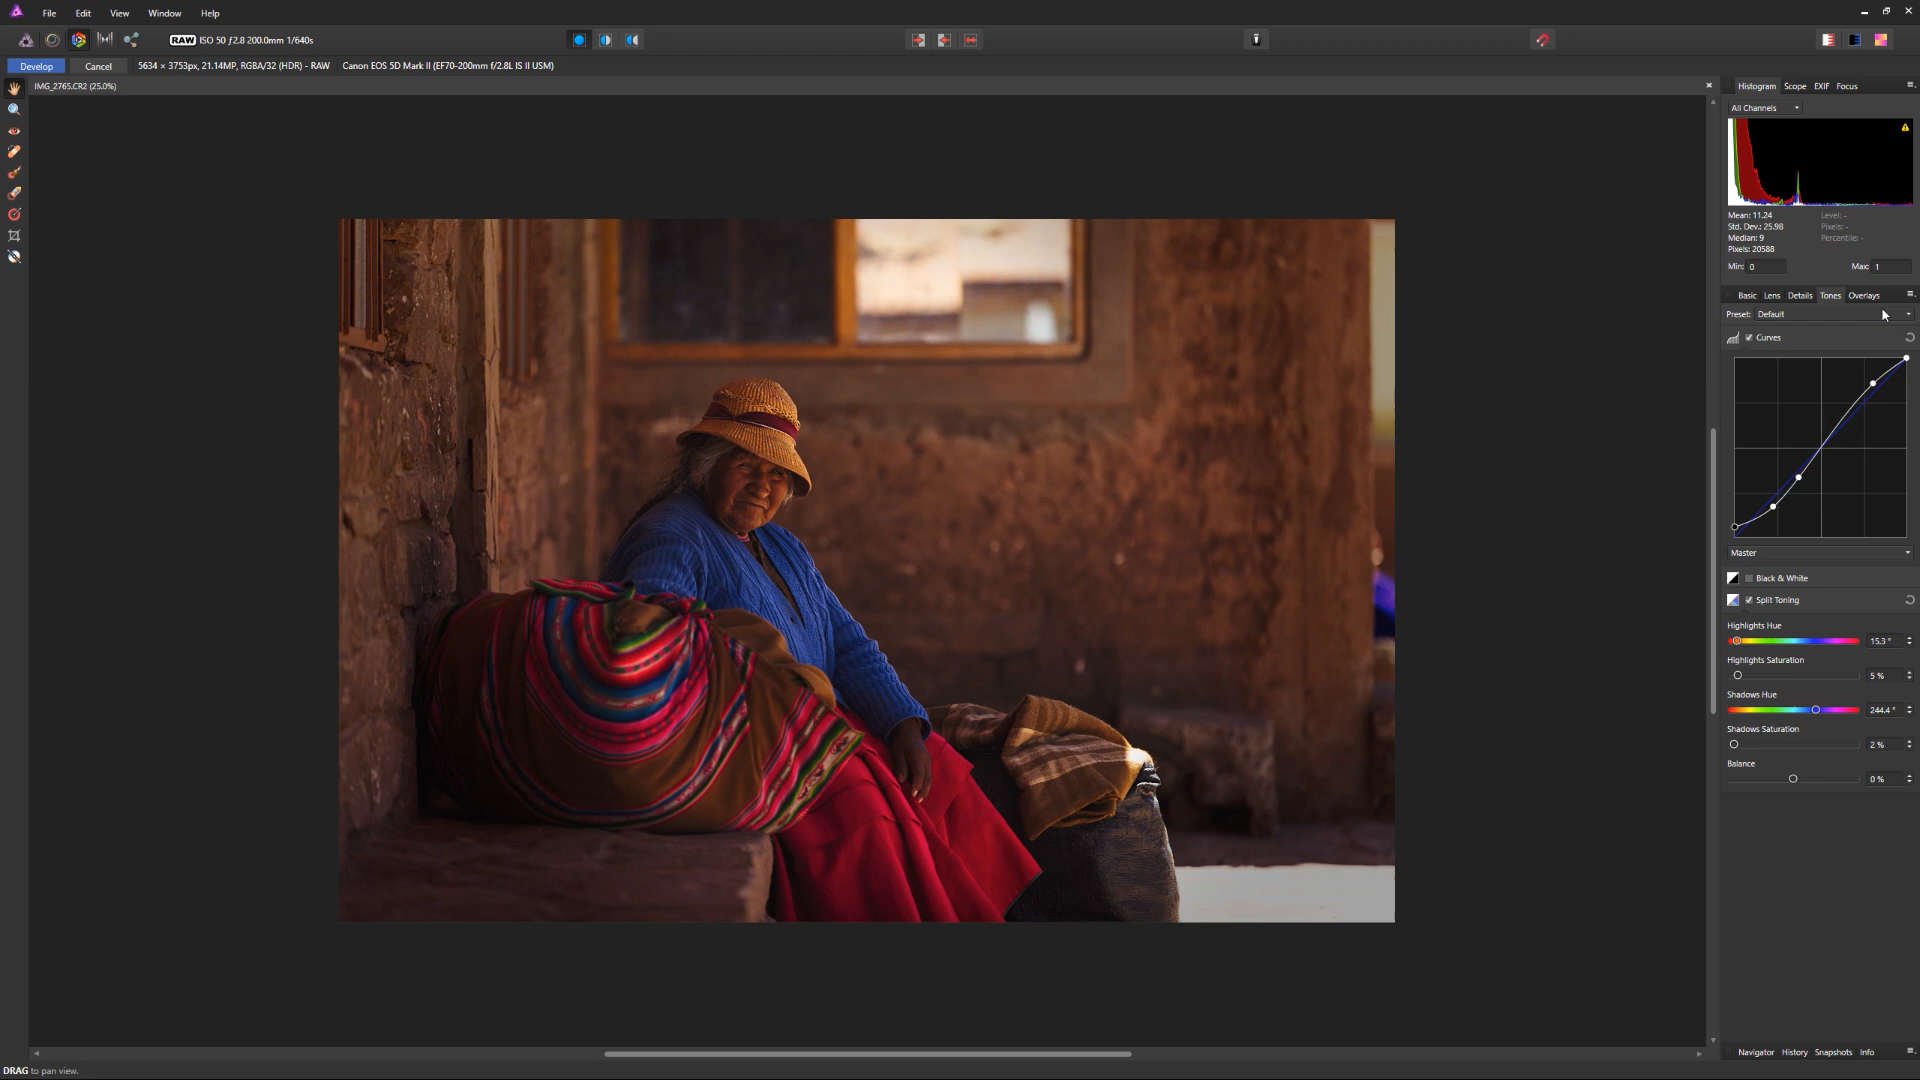 File Edit View Window Help
RAW ISO 50 ƒ2.8 200.0mm 1/640s
Develop Cancel 5634 × 3753px, 21.14MP, RGBA/32 (HDR) - RAW Canon EOS 5D Mark II (EF70-200mm f/2.8L IS II USM)
IMG_2765.CR2 (25.0%)
Histogram Scope EXIF Focus
All Channels
Mean: 11.24 Level: -
Std. Dev.: 25.98 Pixels: -
Median: 9 Percentile: -
Pixels: 20588
Min: 0 Max: 1
Basic Lens Details Tones Overlays
Preset: Default
Curves
Master
Black & White
Split Toning
Highlights Hue
15.3 °
Highlights Saturation
5 %
Shadows Hue
244.4 °
Shadows Saturation
2 %
Balance
0 %
Navigator History Snapshots Info
DRAG to pan view.